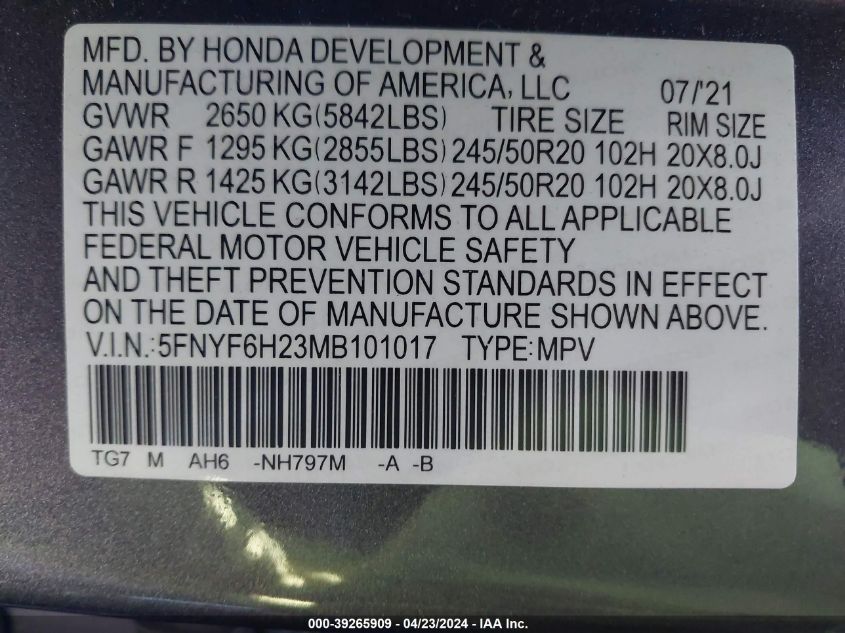 MFD. BY HONDA DEVELOPMENT &
MANUFACTURING OF AMERICA, LLC 07/'21
GVWR 2650 KG(5842LBS) TIRE SIZE RIM SIZE
GAWR F 1295 KG(2855LBS) 245/50R20 102H 20X8.0J
GAWR R 1425 KG(3142LBS) 245/50R20 102H 20X8.0J
THIS VEHICLE CONFORMS TO ALL APPLICABLE
FEDERAL MOTOR VEHICLE SAFETY
AND THEFT PREVENTION STANDARDS IN EFFECT
ON THE DATE OF MANUFACTURE SHOWN ABOVE.
V.I.N.:5FNYF6H23MB101017 TYPE:MPV
TG7 M AH6 -NH797M -A -B
000-39265909 - 04/23/2024 - IAA Inc.